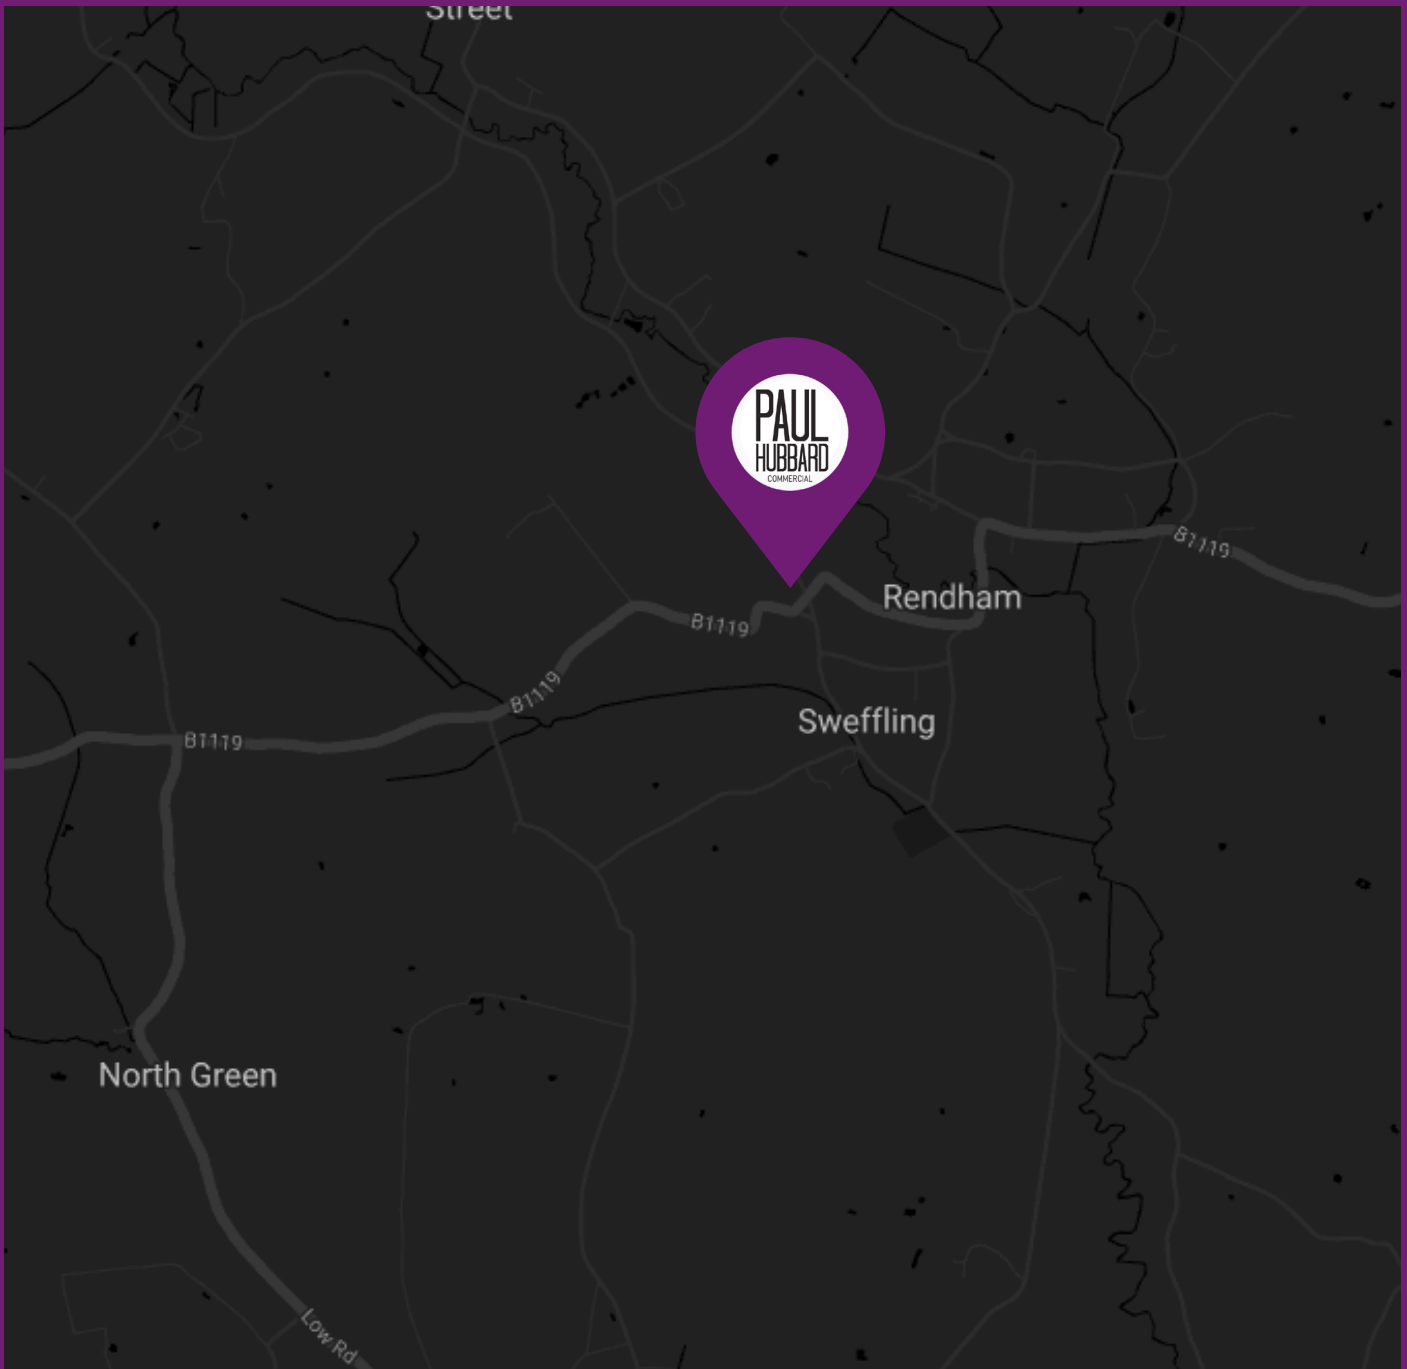 Street
PAUL
HUBBARD
COMMERCIAL
B1119
Rendham
B1119
B1119
Sweffling
B1119
North Green
Low Rd